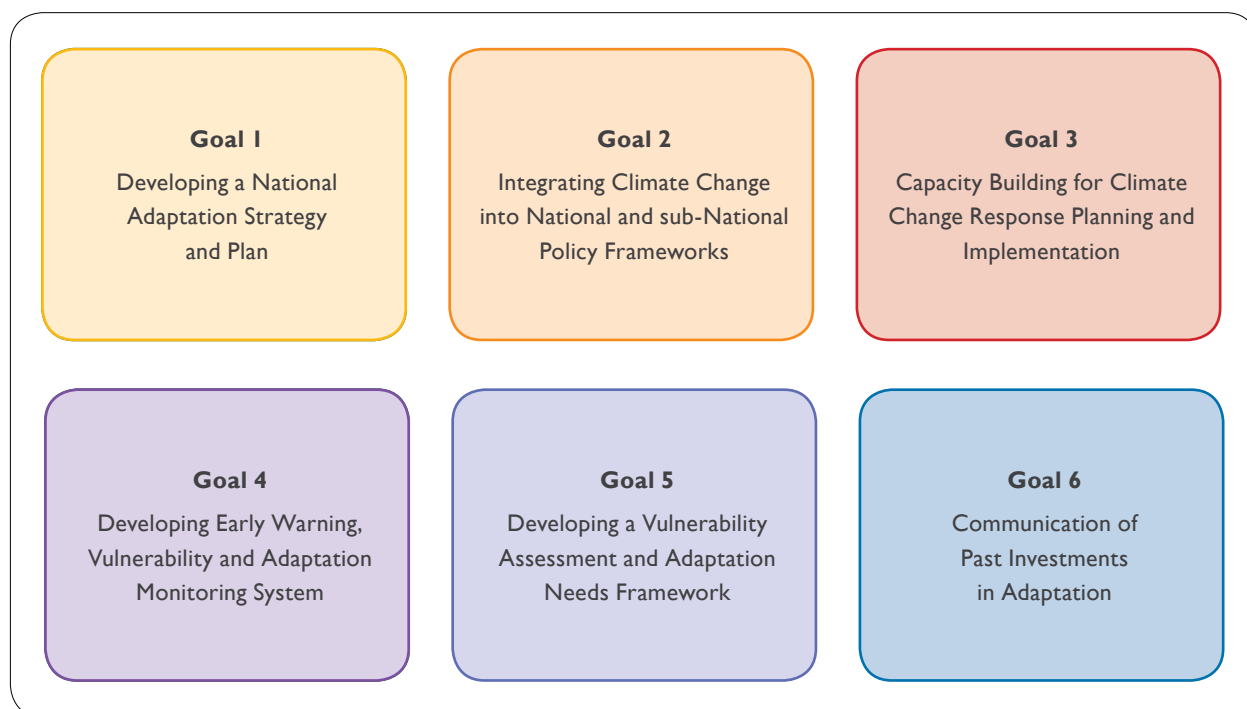 Goal 1
Developing a National
Adaptation Strategy
and Plan
Goal 2
Integrating Climate Change
into National and sub-National
Policy Frameworks
Goal 3
Capacity Building for Climate
Change Response Planning and
Implementation
Goal 4
Developing Early Warning,
Vulnerability and Adaptation
Monitoring System
Goal 5
Developing a Vulnerability
Assessment and Adaptation
Needs Framework
Goal 6
Communication of
Past Investments
in Adaptation